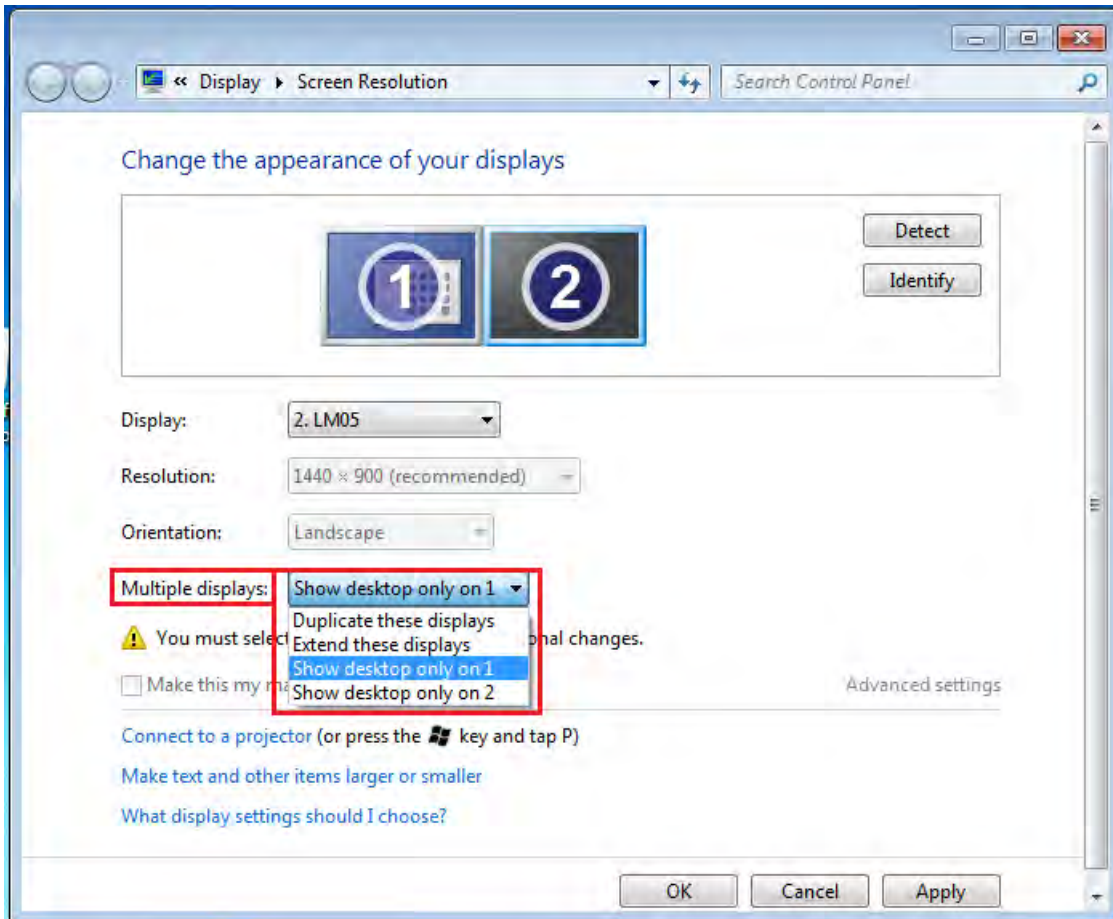 « Display ▸ Screen Resolution Search Control Panel
Change the appearance of your displays
1 2
Detect
Identify
Display: 2. LM05
Resolution: 1440 × 900 (recommended)
Orientation: Landscape
Multiple displays: Show desktop only on 1
Duplicate these displays
You must select onal changes.
Extend these displays
Show desktop only on 1
Make this my ma Advanced settings
Show desktop only on 2
Connect to a projector (or press the key and tap P)
Make text and other items larger or smaller
What display settings should I choose?
OK Cancel Apply